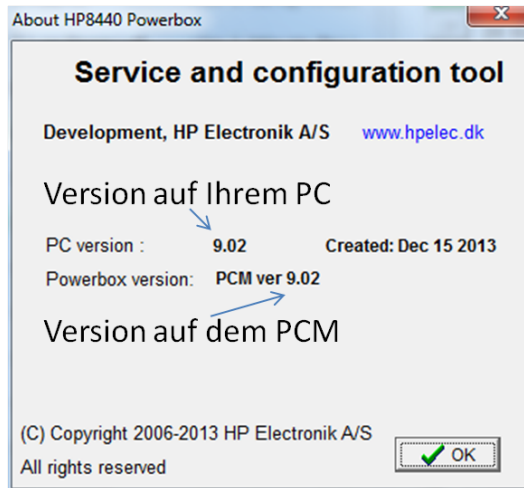 About HP8440 Powerbox
Service and configuration tool
Development, HP Electronik A/S www.hpelec.dk
Version auf Ihrem PC
PC version : 9.02 Created: Dec 15 2013
Powerbox version: PCM ver 9.02
Version auf dem PCM
(C) Copyright 2006-2013 HP Electronik A/S
All rights reserved
OK